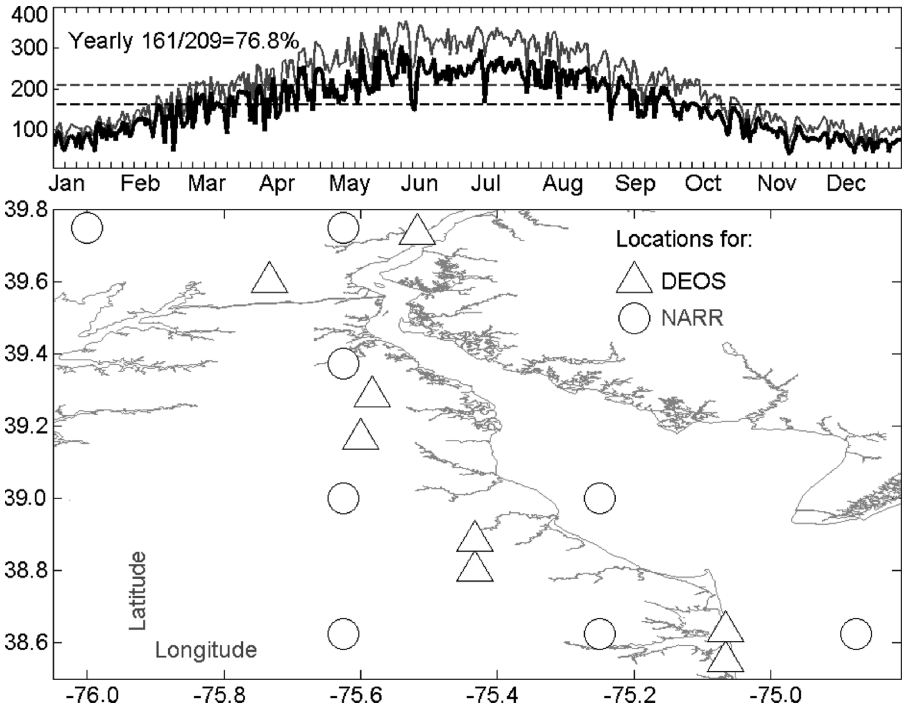 400
300
200
100
Yearly 161/209=76.8%
Jan Feb Mar Apr May Jun Jul Aug Sep Oct Nov Dec
39.8
39.6
39.4
39.2
39.0
38.8
38.6
Locations for:
DEOS
NARR
Latitude
Longitude
-76.0 -75.8 -75.6 -75.4 -75.2 -75.0